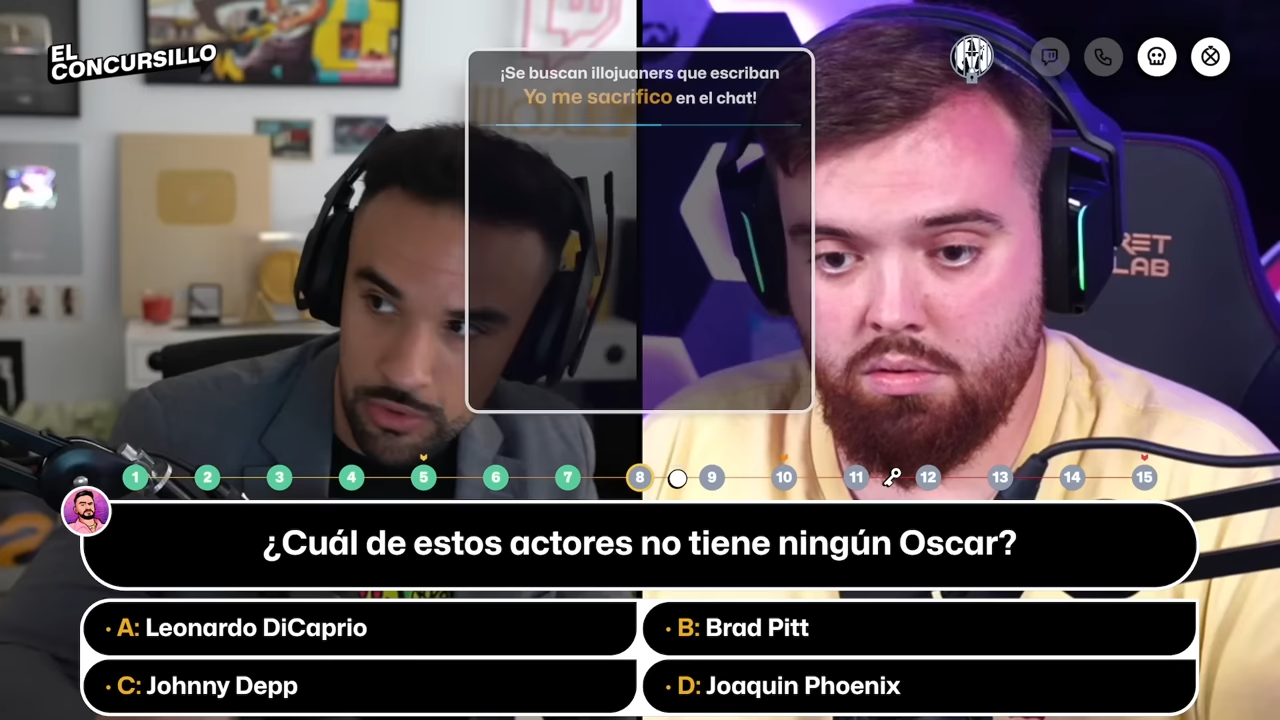 EL
CONCURSILLO
¡Se buscan illojuaners que escriban
Yo me sacrifico en el chat!
RET
LAB
1 2 3 4 5 6 7 8 9 10 11 12 13 14 15
¿Cuál de estos actores no tiene ningún Oscar?
· A: Leonardo DiCaprio
· B: Brad Pitt
· C: Johnny Depp
· D: Joaquin Phoenix